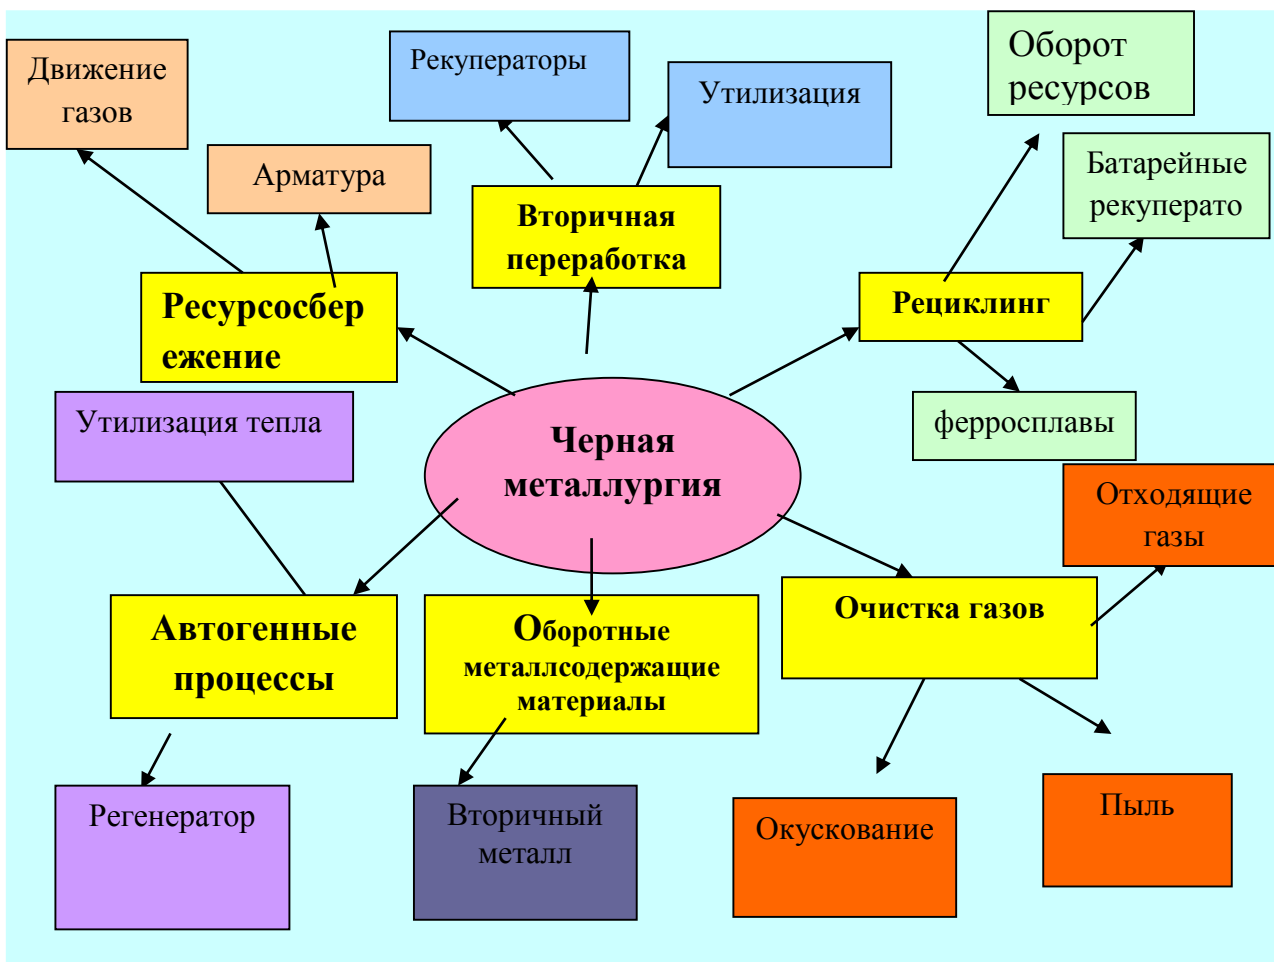 Движение
газов
Рекуператоры
Утилизация
Оборот
ресурсов
Арматура
Батарейные
рекуперато
Вторичная
переработка
Ресурсосбер
ежение
Рециклинг
Утилизация тепла
ферросплавы
Черная
металлургия
Отходящие
газы
Автогенные
процессы
Оборотные
металлсодержащие
материалы
Очистка газов
Регенератор
Вторичный
металл
Окускование
Пыль